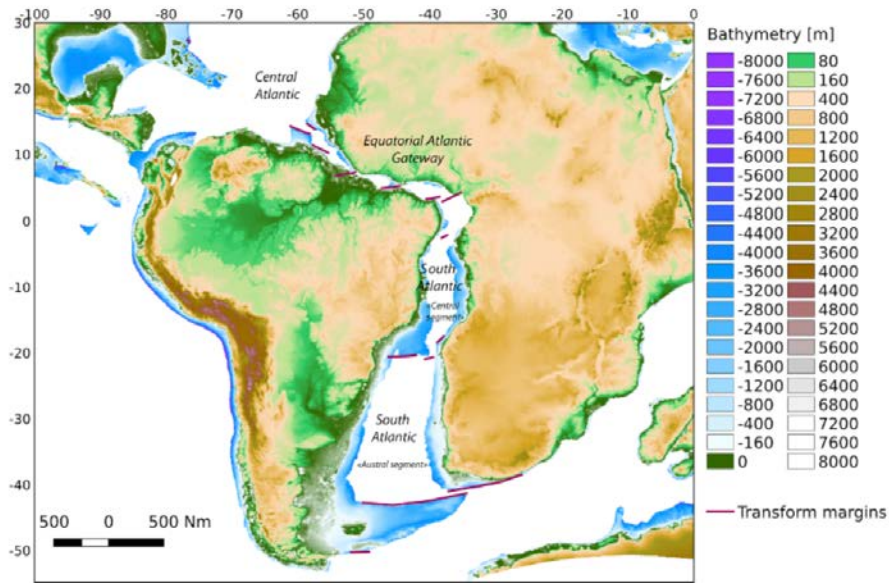 -100 -90 -80 -70 -60 -50 -40 -30 -20 -10 0
30
20
10
0
-10
-20
-30
-40
-50
Central
Atlantic
Equatorial Atlantic
Gateway
South
Atlantic
«Central
segment»
South
Atlantic
«Austral segment»
500 0 500 Nm
Bathymetry [m]
-8000 80
-7600 160
-7200 400
-6800 800
-6400 1200
-6000 1600
-5600 2000
-5200 2400
-4800 2800
-4400 3200
-4000 3600
-3600 4000
-3200 4400
-2800 4800
-2400 5200
-2000 5600
-1600 6000
-1200 6400
-800 6800
-400 7200
-160 7600
0 8000
Transform margins